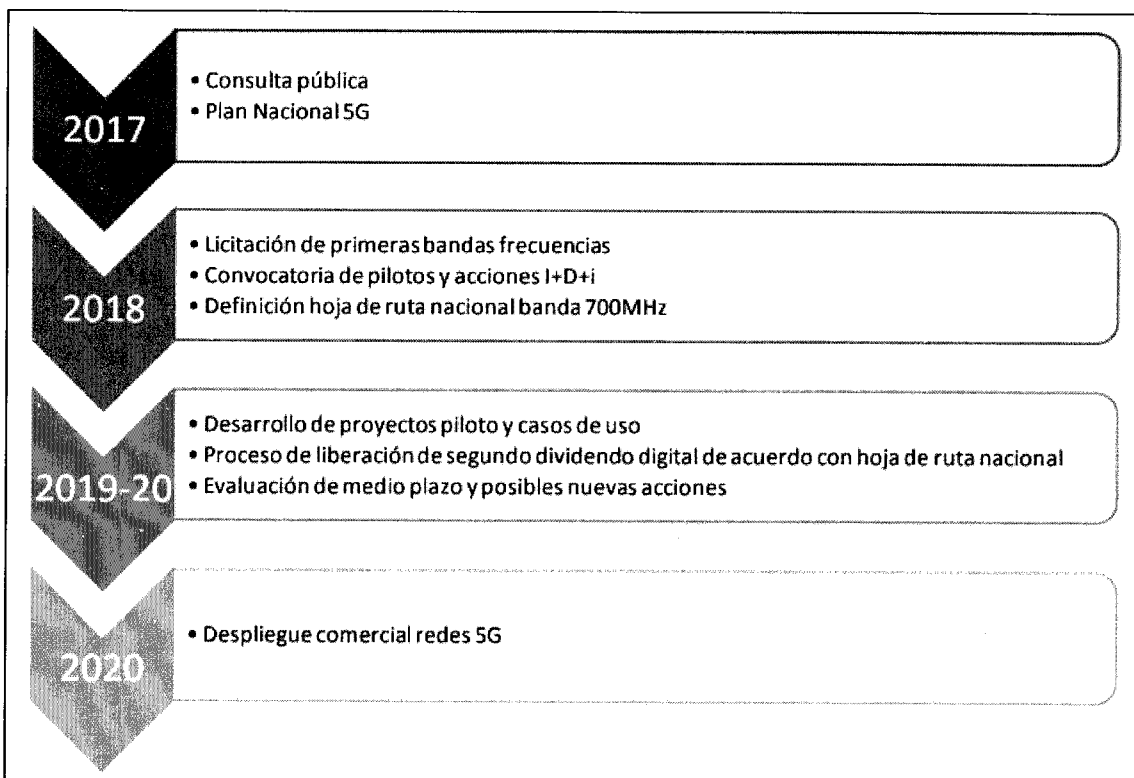 2017
• Consulta pública
• Plan Nacional 5G
2018
• Licitación de primeras bandas frecuencias
• Convocatoria de pilotos y acciones I+D+i
• Definición hoja de ruta nacional banda 700MHz
2019-20
• Desarrollo de proyectos piloto y casos de uso
• Proceso de liberación de segundo dividendo digital de acuerdo con hoja de ruta nacional
• Evaluación de medio plazo y posibles nuevas acciones
2020
• Despliegue comercial redes 5G